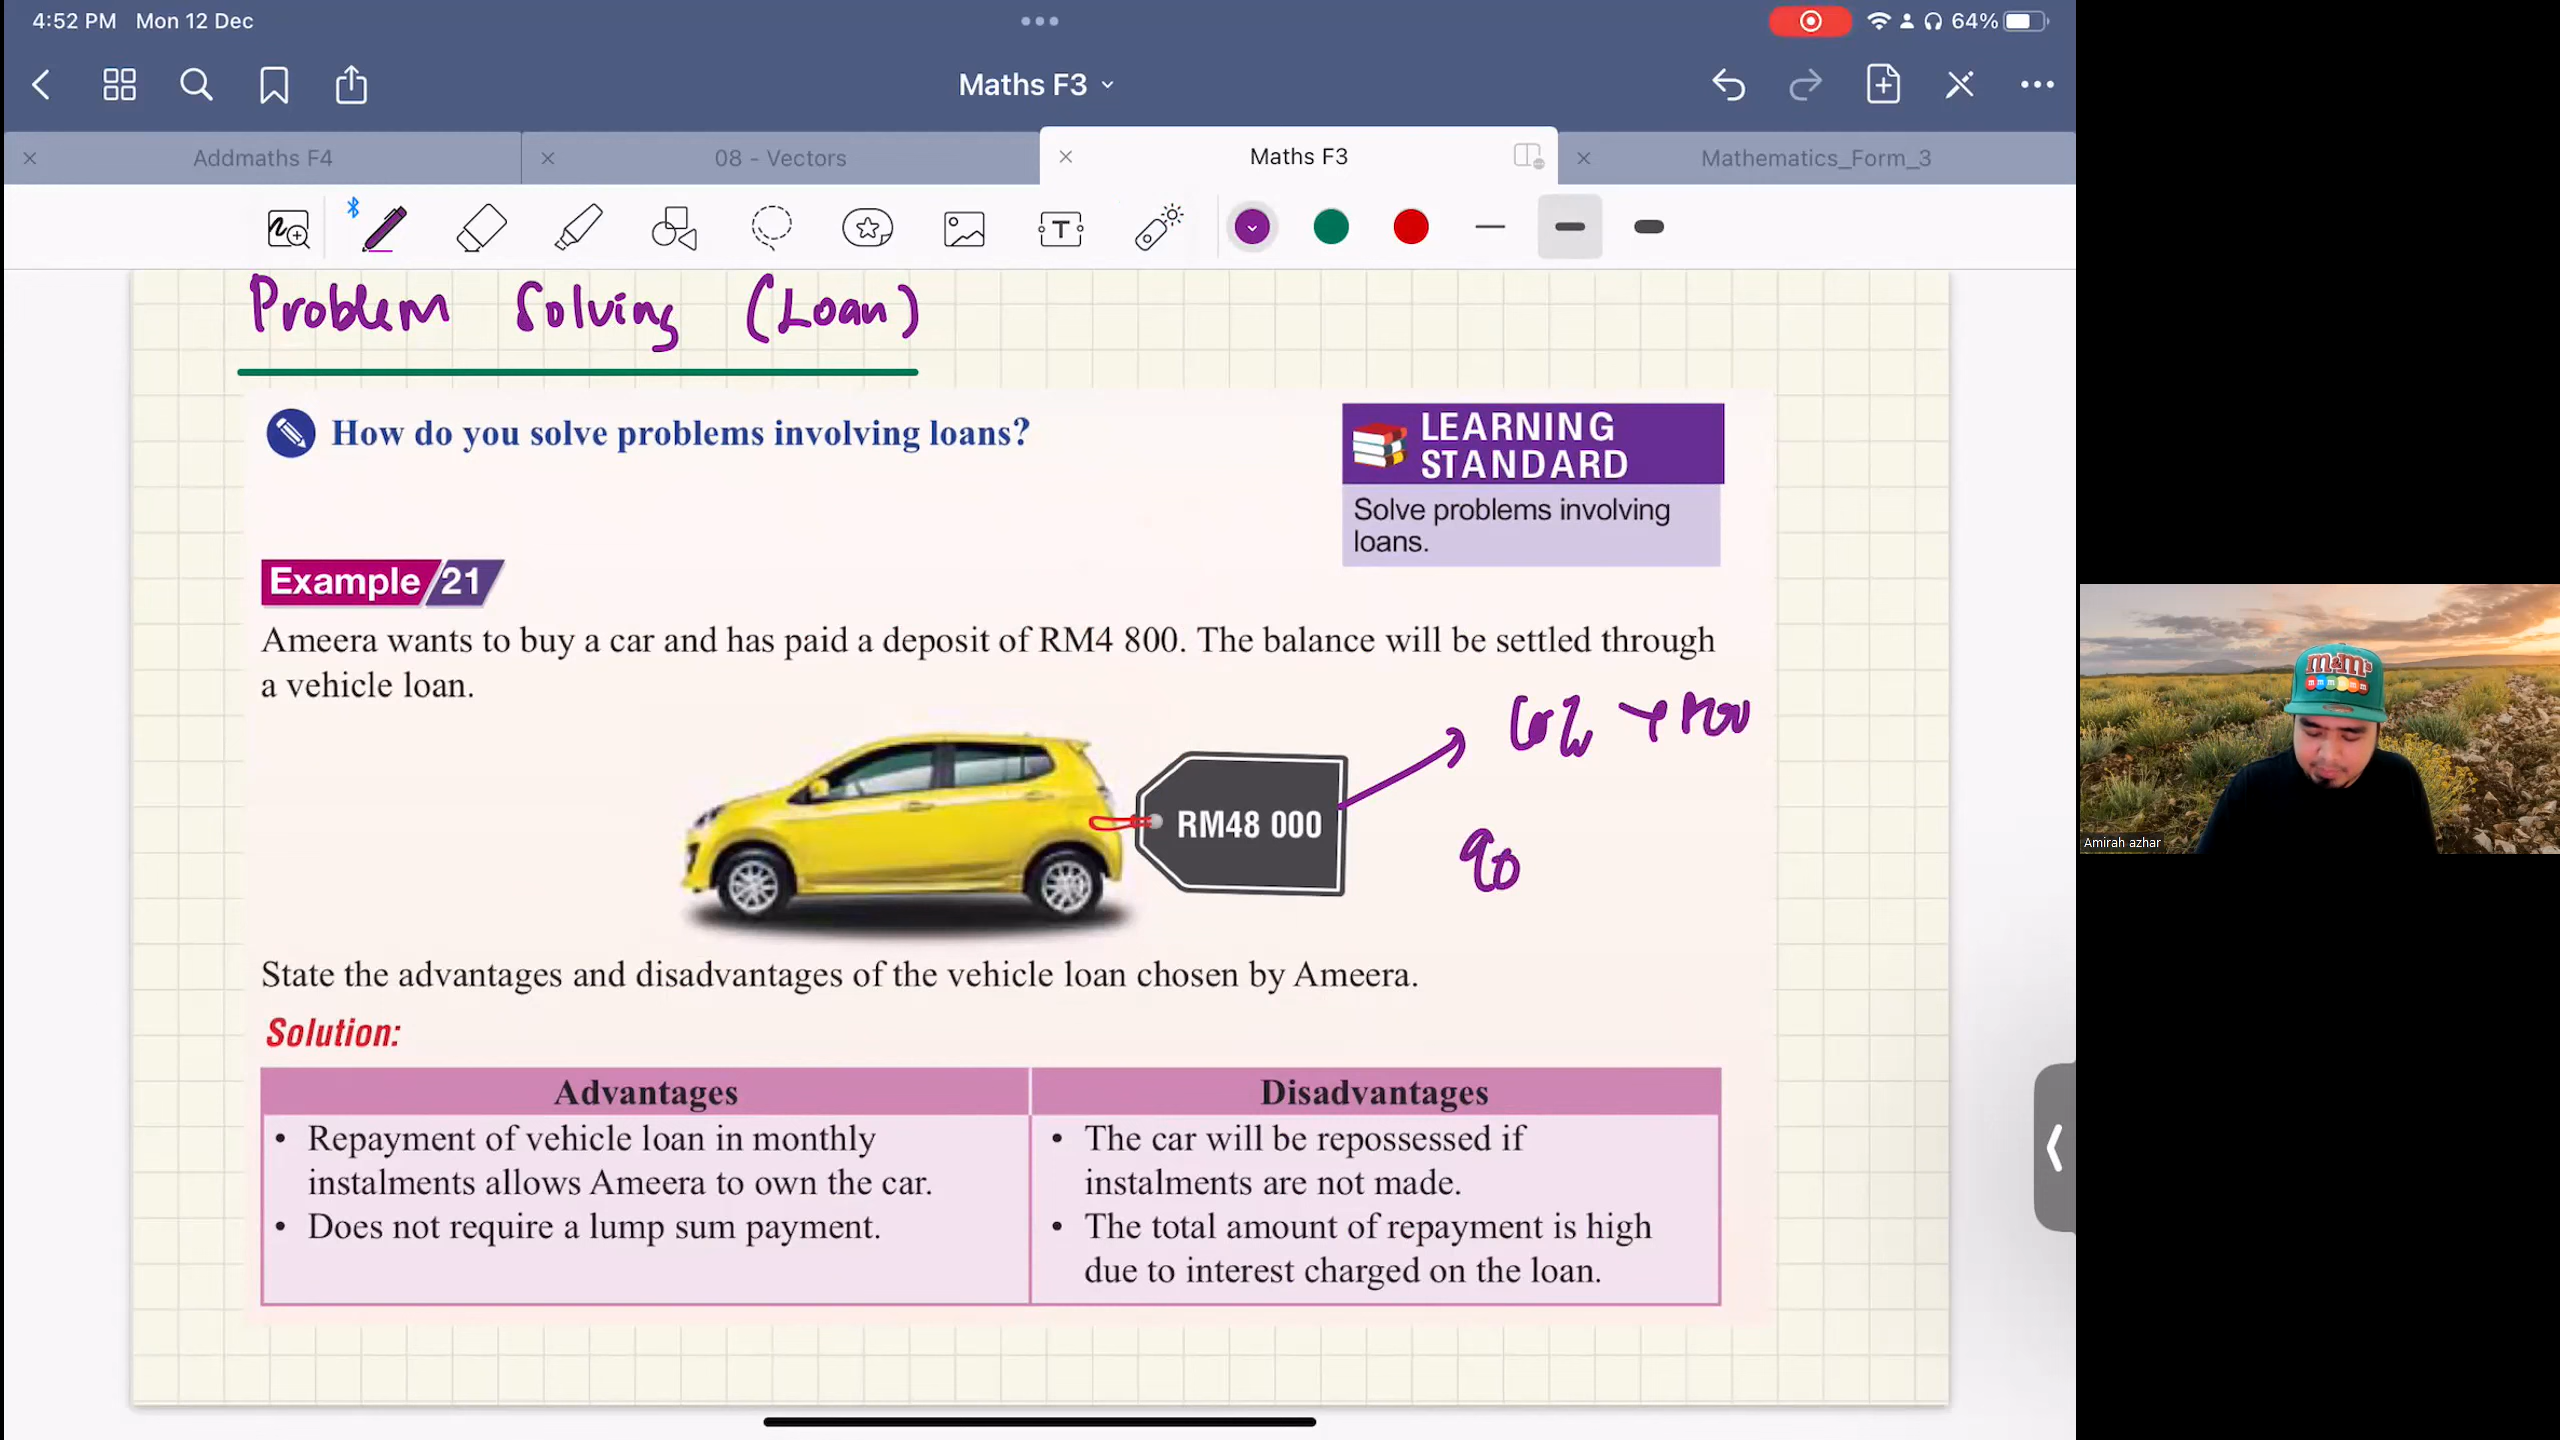 4:52 PM Mon 12 Dec
64%
Maths F3
Addmaths F4
08 - Vectors
Maths F3
Mathematics_Form_3
Problem Solving (Loan)
How do you solve problems involving loans?
LEARNING
STANDARD
Solve problems involving
loans.
Example 21
Ameera wants to buy a car and has paid a deposit of RM4 800. The balance will be settled through
a vehicle loan.
10% → 4800
RM48 000
90
State the advantages and disadvantages of the vehicle loan chosen by Ameera.
Solution:
Advantages
• Repayment of vehicle loan in monthly
instalments allows Ameera to own the car.
• Does not require a lump sum payment.
Disadvantages
• The car will be repossessed if
instalments are not made.
• The total amount of repayment is high
due to interest charged on the loan.
m&m's
Amirah azhar